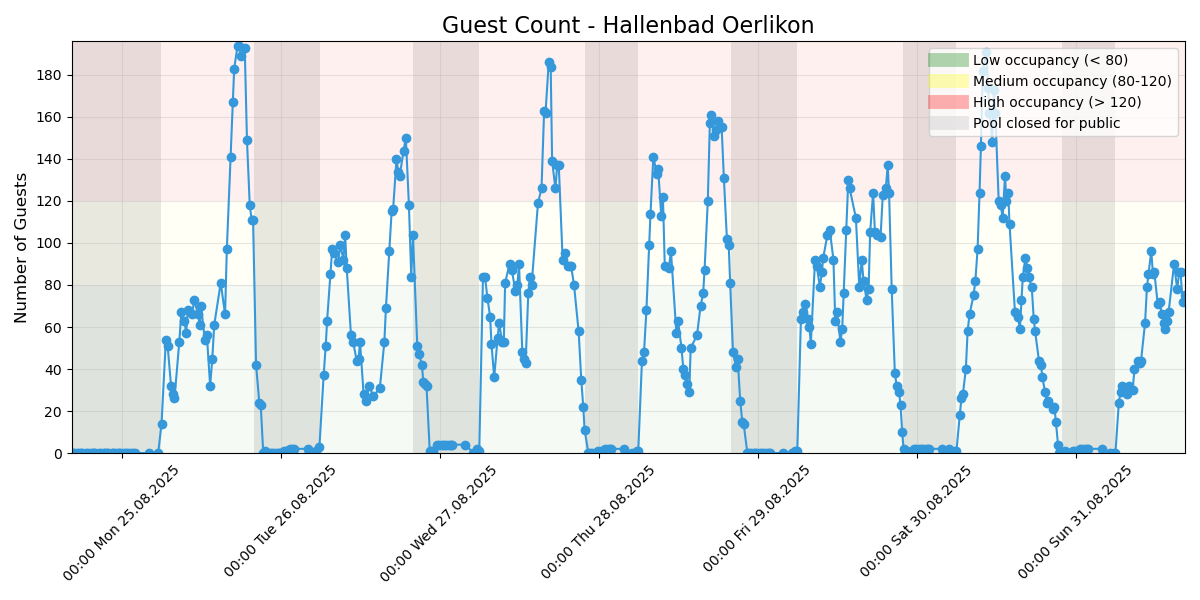 Guest Count - Hallenbad Oerlikon
Number of Guests
180
160
140
120
100
80
60
40
20
0
Low occupancy (< 80)
Medium occupancy (80-120)
High occupancy (> 120)
Pool closed for public
00:00 Mon 25.08.2025
00:00 Tue 26.08.2025
00:00 Wed 27.08.2025
00:00 Thu 28.08.2025
00:00 Fri 29.08.2025
00:00 Sat 30.08.2025
00:00 Sun 31.08.2025